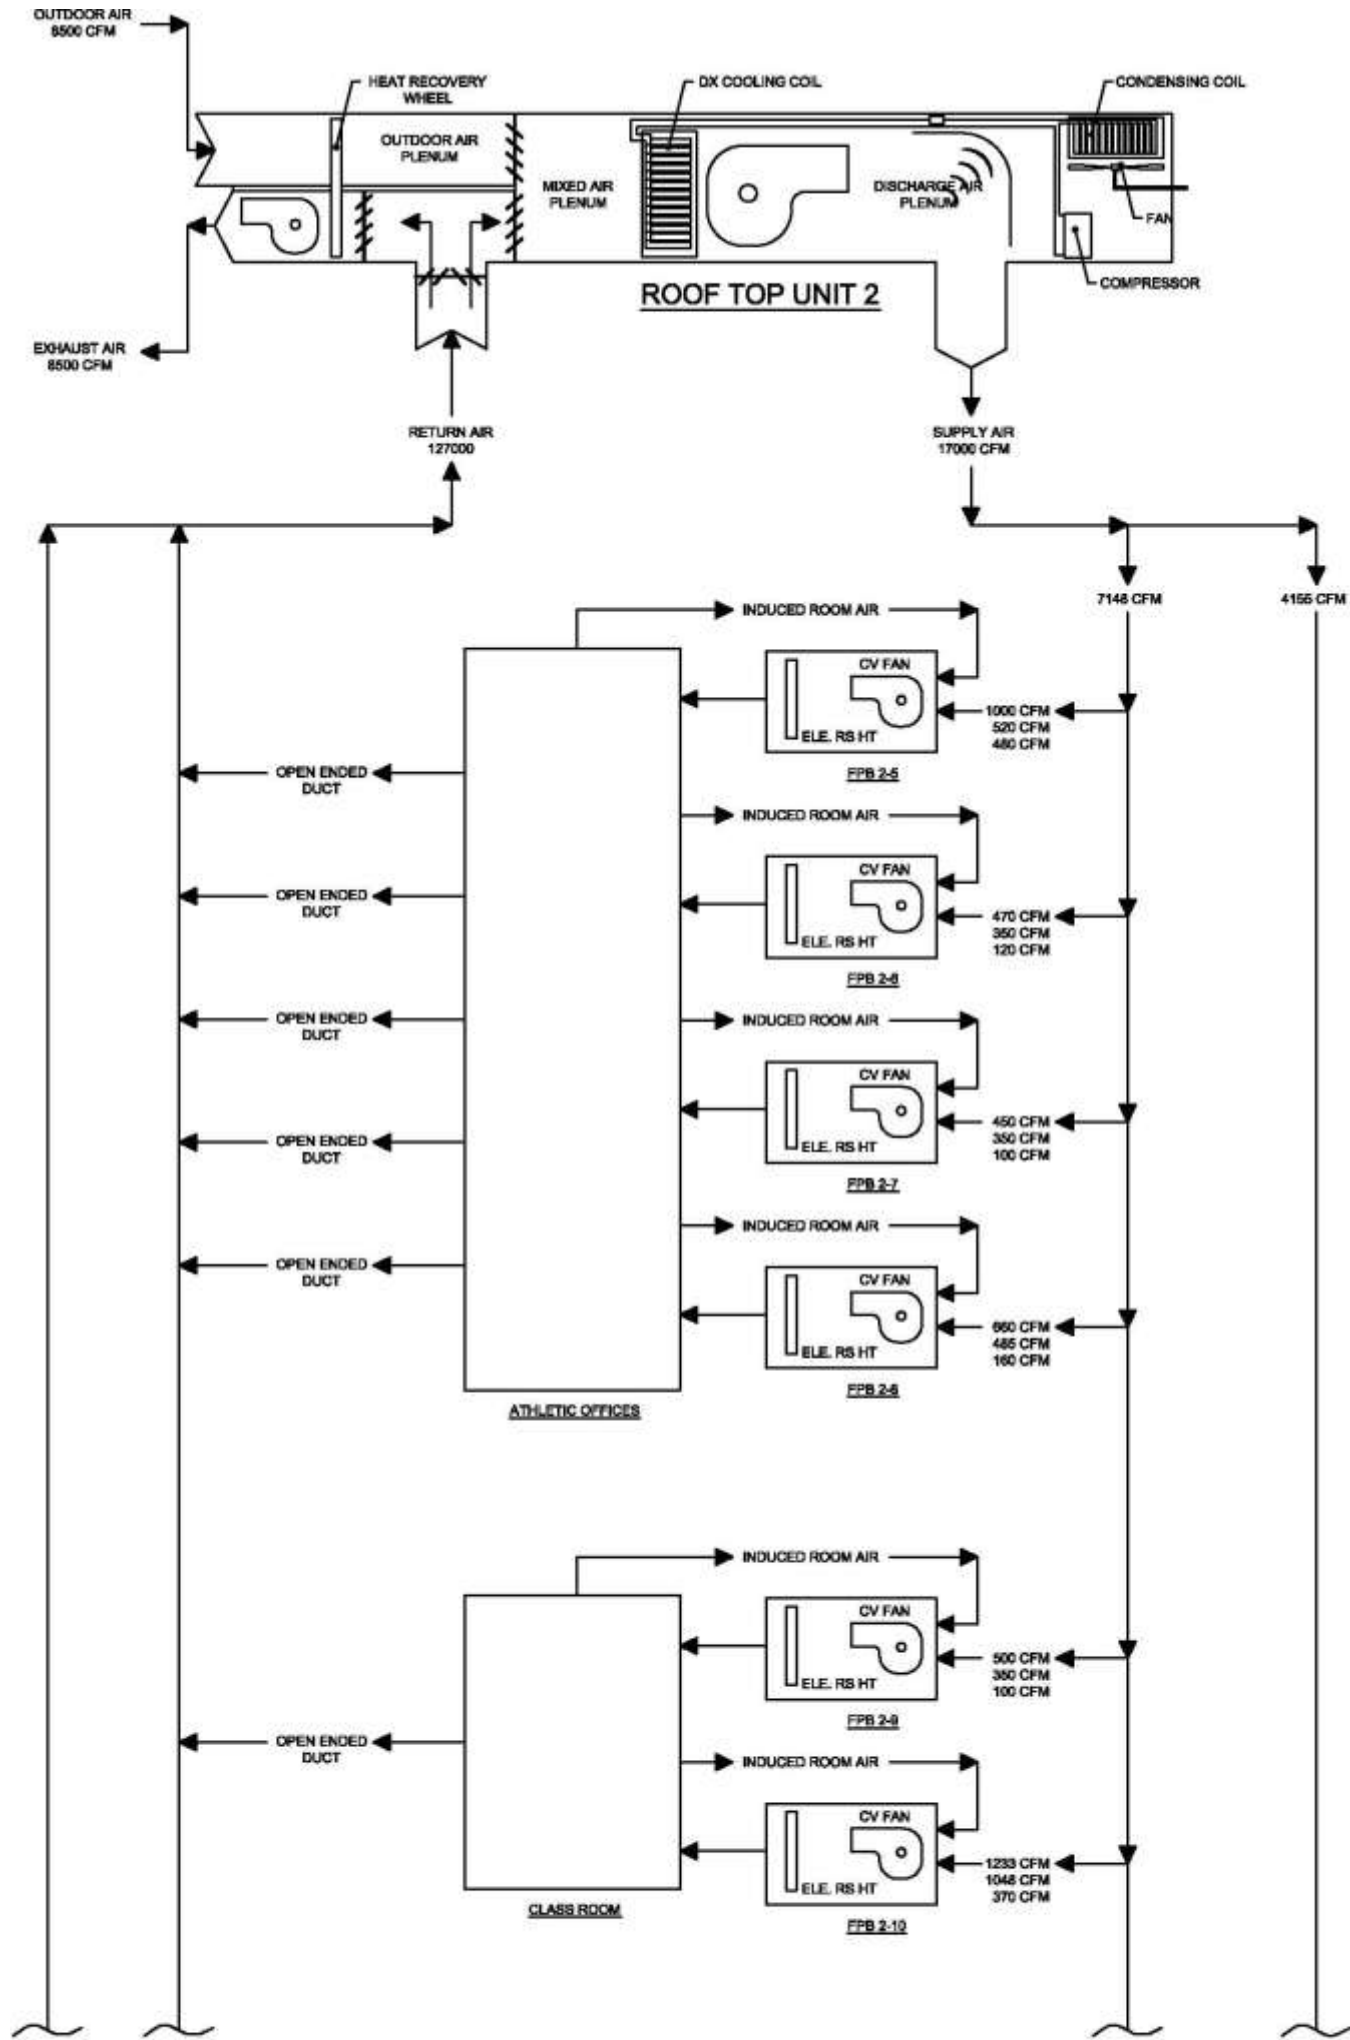 OUTDOOR AIR
8500 CFM
HEAT RECOVERY
WHEEL
DX COOLING COIL
CONDENSING COIL
OUTDOOR AIR
PLENUM
MIXED AIR
PLENUM
DISCHARGE AIR
PLENUM
FAN
COMPRESSOR
ROOF TOP UNIT 2
EXHAUST AIR
8500 CFM
RETURN AIR
127000
SUPPLY AIR
17000 CFM
7148 CFM
4155 CFM
INDUCED ROOM AIR
CV FAN
ELE. RS HT
1000 CFM
520 CFM
480 CFM
FPB 2-5
OPEN ENDED
DUCT
INDUCED ROOM AIR
CV FAN
ELE. RS HT
470 CFM
350 CFM
120 CFM
FPB 2-6
OPEN ENDED
DUCT
INDUCED ROOM AIR
CV FAN
ELE. RS HT
450 CFM
350 CFM
100 CFM
FPB 2-7
OPEN ENDED
DUCT
OPEN ENDED
DUCT
INDUCED ROOM AIR
CV FAN
ELE. RS HT
CFM
485 CFM
160 CFM
FPB
OPEN ENDED
DUCT
ATHLETIC OFFICES
INDUCED ROOM AIR
CV FAN
ELE. RS HT
500 CFM
350 CFM
100 CFM
FPB 2-9
OPEN ENDED
DUCT
INDUCED ROOM AIR
CV FAN
ELE. RS HT
1233 CFM
1048 CFM
370 CFM
FPB 2-10
CLASS ROOM